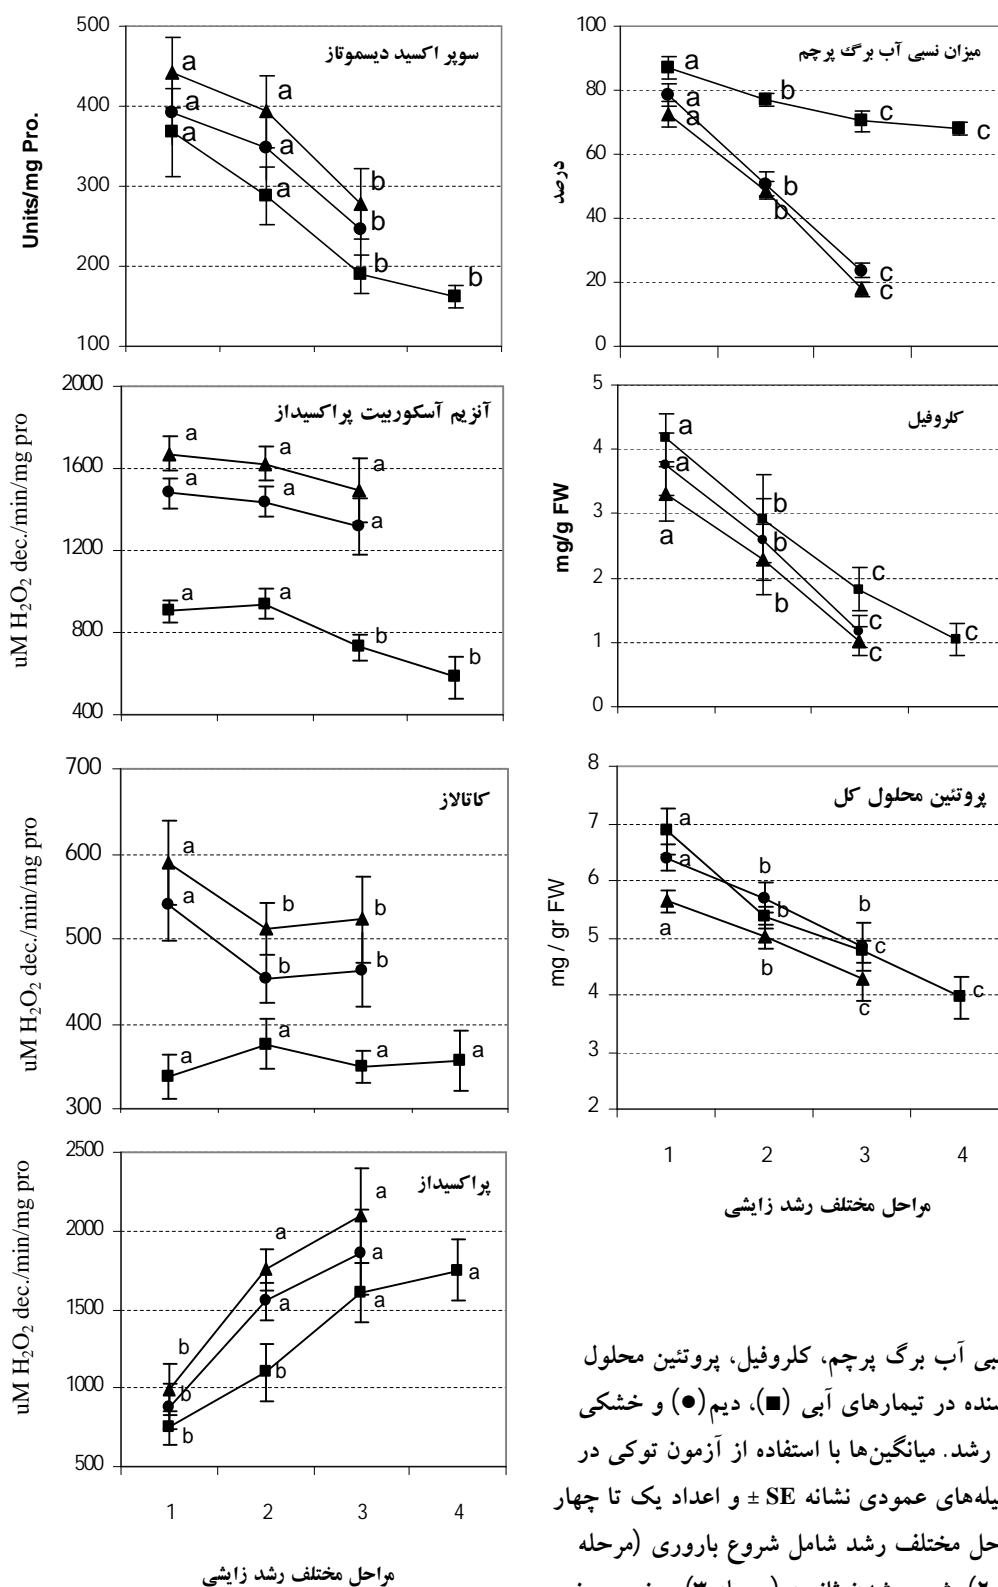 سوپر اکسید دیسموتاز
500
400
300
200
100
Units/mg Pro.
a
a
a
a
a
a
b
b
b
b
میزان نسبی آب برگ پرچم
100
80
60
40
20
0
درصد
a
a
a
b
b
b
c
c
c
c
آنزیم آسکوربیت پراکسیداز
2000
1600
1200
800
400
uM H₂O₂ dec./min/mg pro
a
a
a
a
a
a
a
a
b
b
کلروفیل
5
4
3
2
1
0
mg/g FW
a
a
a
b
b
b
c
c
c
c
کاتالاز
700
600
500
400
300
uM H₂O₂ dec./min/mg pro
a
a
b
b
b
b
a
a
a
a
پروتئین محلول کل
8
7
6
5
4
3
2
mg / gr FW
a
a
a
b
b
b
b
c
c
c
1 2 3 4
مراحل مختلف رشد زایشی
پراکسیداز
2500
2000
1500
1000
500
uM H₂O₂ dec./min/mg pro
b
b
b
a
a
b
a
a
a
a
1 2 3 4
مراحل مختلف رشد زایشی
آب برگ پرچم، کلروفیل، پروتئین محلول
در تیمارهای آبی (■)، دیم(●) و خشکی
رشد. میانگین‌ها با استفاده از آزمون توکی در
های عمودی نشانه SE ± و اعداد یک تا چهار
مختلف رشد شامل شروع باروری (مرحله